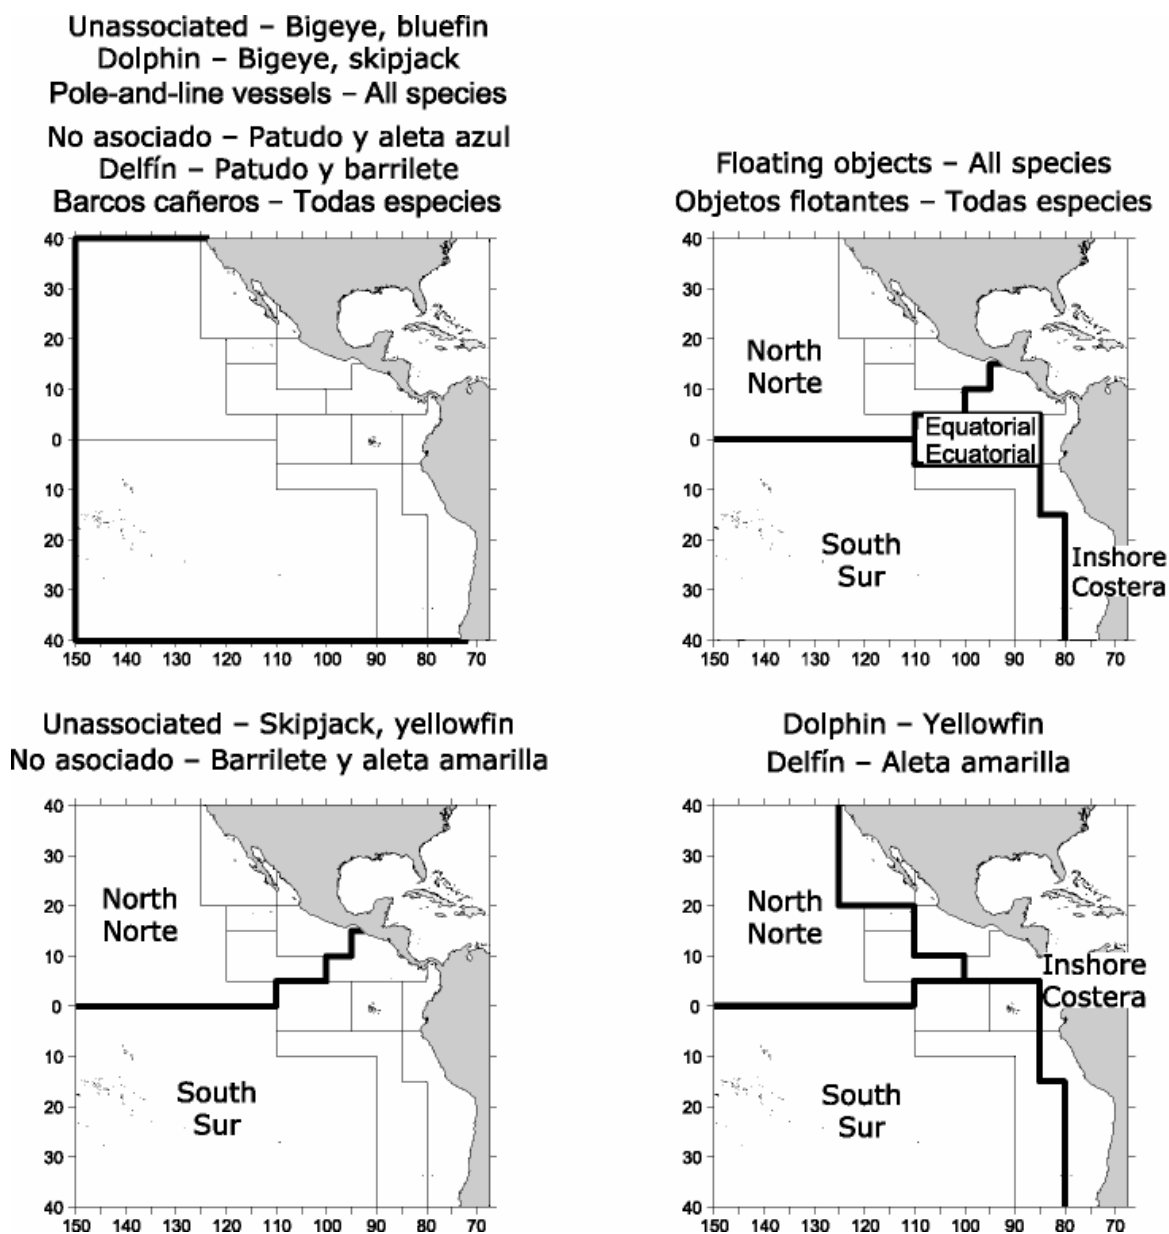 Unassociated – Bigeye, bluefin
Dolphin – Bigeye, skipjack
Pole-and-line vessels – All species
No asociado – Patudo y aleta azul
Delfín – Patudo y barrilete
Barcos cañeros – Todas especies
40
30
20
10
0
10
20
30
40
150 140 130 120 110 100 90 80 70
Floating objects – All species
Objetos flotantes – Todas especies
40
30
20
10
0
10
20
30
40
North
Norte
Equatorial
Ecuatorial
South
Sur
Inshore
Costera
150 140 130 120 110 100 90 80 70
Unassociated – Skipjack, yellowfin
No asociado – Barrilete y aleta amarilla
40
30
20
10
0
10
20
30
40
North
Norte
South
Sur
150 140 130 120 110 100 90 80 70
Dolphin – Yellowfin
Delfín – Aleta amarilla
40
30
20
10
0
10
20
30
40
North
Norte
Inshore
Costera
South
Sur
150 140 130 120 110 100 90 80 70